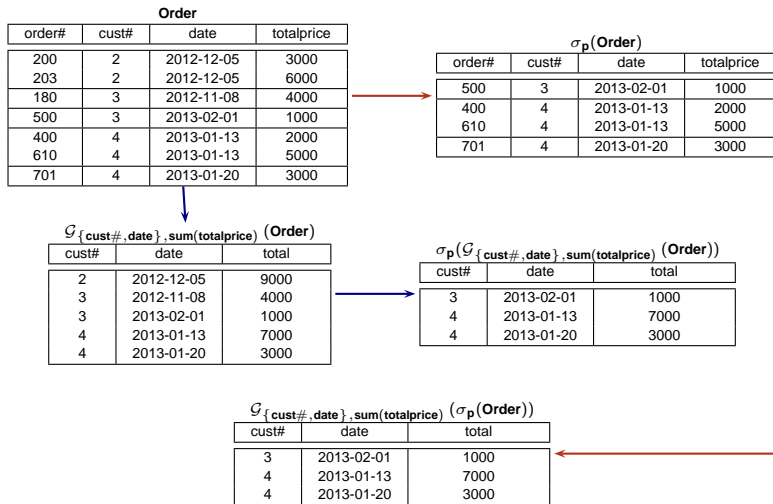 Order
order# cust# date totalprice
200 2 2012-12-05 3000
203 2 2012-12-05 6000
180 3 2012-11-08 4000
500 3 2013-02-01 1000
400 4 2013-01-13 2000
610 4 2013-01-13 5000
701 4 2013-01-20 3000
σp(Order)
order# cust# date totalprice
500 3 2013-02-01 1000
400 4 2013-01-13 2000
610 4 2013-01-13 5000
701 4 2013-01-20 3000
𝒢{cust#,date},sum(totalprice) (Order)
cust# date total
2 2012-12-05 9000
3 2012-11-08 4000
3 2013-02-01 1000
4 2013-01-13 7000
4 2013-01-20 3000
σp(𝒢{cust#,date},sum(totalprice) (Order))
cust# date total
3 2013-02-01 1000
4 2013-01-13 7000
4 2013-01-20 3000
𝒢{cust#,date},sum(totalprice) (σp(Order))
cust# date total
3 2013-02-01 1000
4 2013-01-13 7000
4 2013-01-20 3000